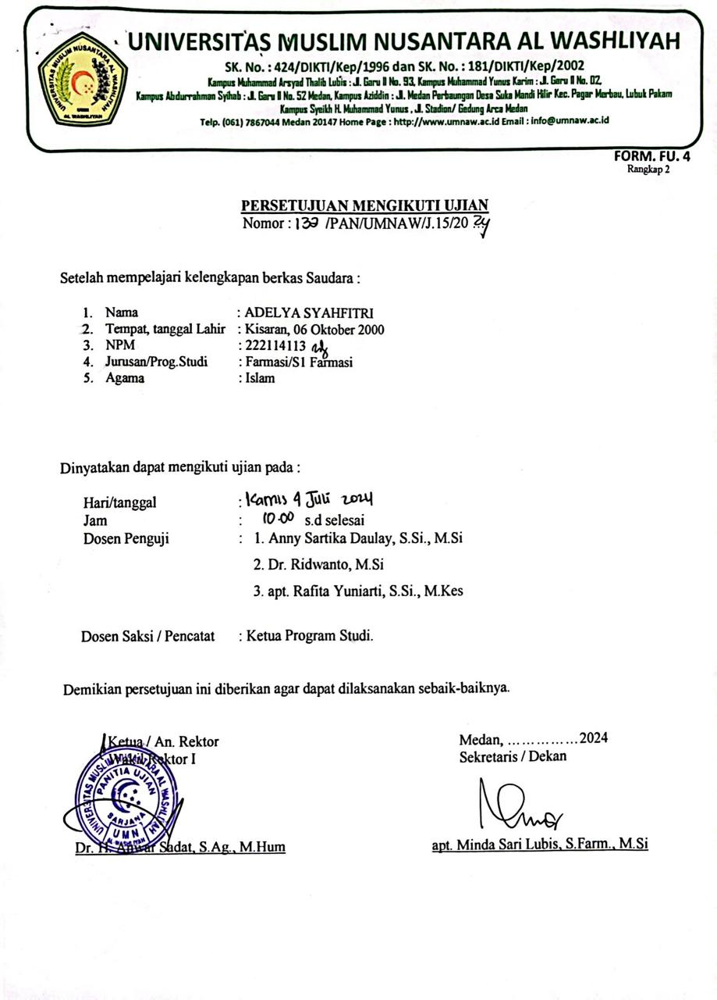 UNIVERSITAS MUSLIM NUSANTARA AL WASHLIYAH
SK. No. : 424/DIKTI/Kep/1996 dan SK. No. : 181/DIKTI/Kep/2002
Kampus Muhammad Arsyad Thalib Lubis : Jl. Garu II No. 93, Kampus Muhammad Yunus Karim : Jl. Garu II No. 02,
Kampus Abdurrahman Syihab : Jl. Garu II No. 52 Medan, Kampus Aziddin : Jl. Medan Perbaungan Desa Suka Mandi Hilir Kec. Pagar Merbau, Lubuk Pakam
Kampus Syeikh H. Muhammad Yunus , Jl. Stadion/ Gedung Arca Medan
Telp. (061) 7867044 Medan 20147 Home Page : http://www.umnaw.ac.id Email : info@umnaw.ac.id
UNIVERSITAS MUSLIM NUSANTARA AL WASHLIYAH
UMN
AL WASHLIYAH
FORM. FU. 4
Rangkap 2
PERSETUJUAN MENGIKUTI UJIAN
Nomor : /PAN/UMNAW/J.15/20 24
Setelah mempelajari kelengkapan berkas Saudara :
1. Nama : ADELYA SYAHFITRI
2. Tempat, tanggal Lahir : Kisaran, 06 Oktober 2000
3. NPM : 222114113
4. Jurusan/Prog.Studi : Farmasi/S1 Farmasi
5. Agama : Islam
Dinyatakan dapat mengikuti ujian pada :
Hari/tanggal : Kamis 4 Juli 2024
Jam : 10.00 s.d selesai
Dosen Penguji : 1. Anny Sartika Daulay, S.Si., M.Si
2. Dr. Ridwanto, M.Si
3. apt. Rafita Yuniarti, S.Si., M.Kes
Dosen Saksi / Pencatat : Ketua Program Studi.
Demikian persetujuan ini diberikan agar dapat dilaksanakan sebaik-baiknya.
Ketua / An. Rektor
Wakil Rektor I
UNIVERSITAS MUSLIM NUSANTARA AL WASHLIYAH
PANITIA UJIAN
SARJANA
UMN
AL WASHLIYAH
Dr. H. Anwar Sadat, S.Ag., M.Hum
Medan, ...............2024
Sekretaris / Dekan
apt. Minda Sari Lubis, S.Farm., M.Si